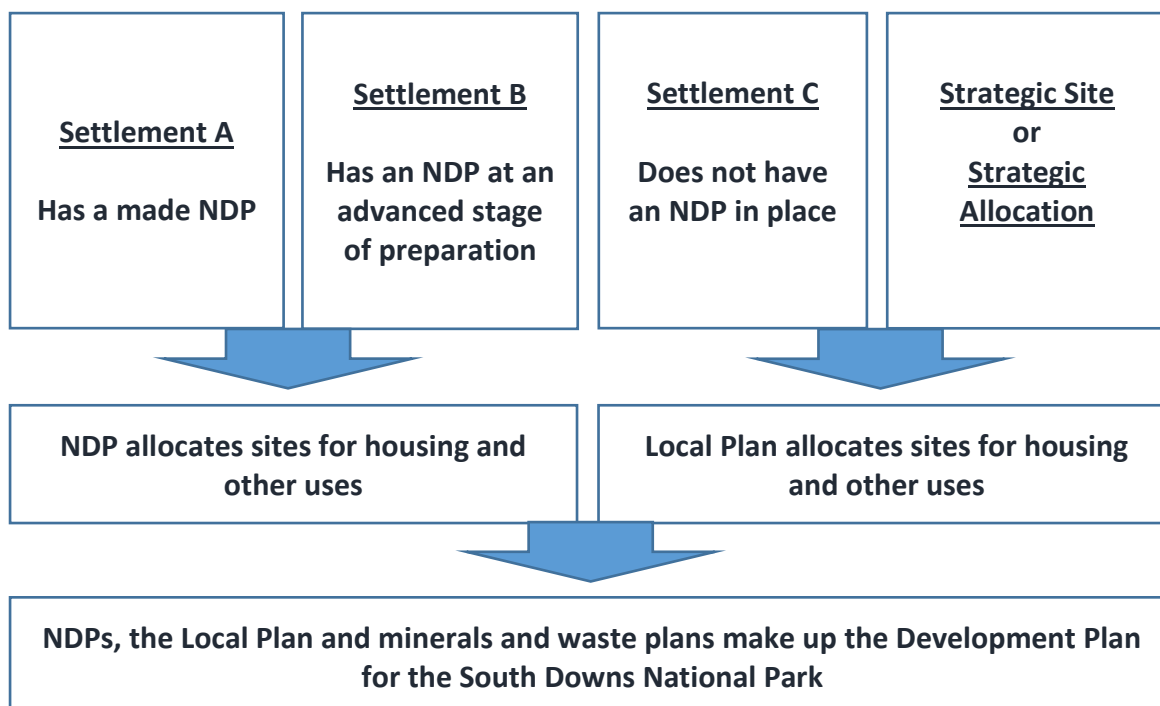 Settlement A
Has a made NDP
Settlement B
Has an NDP at an
advanced stage
of preparation
Settlement C
Does not have
an NDP in place
Strategic Site
or
Strategic
Allocation
NDP allocates sites for housing and
other uses
Local Plan allocates sites for housing
and other uses
NDPs, the Local Plan and minerals and waste plans make up the Development Plan
for the South Downs National Park